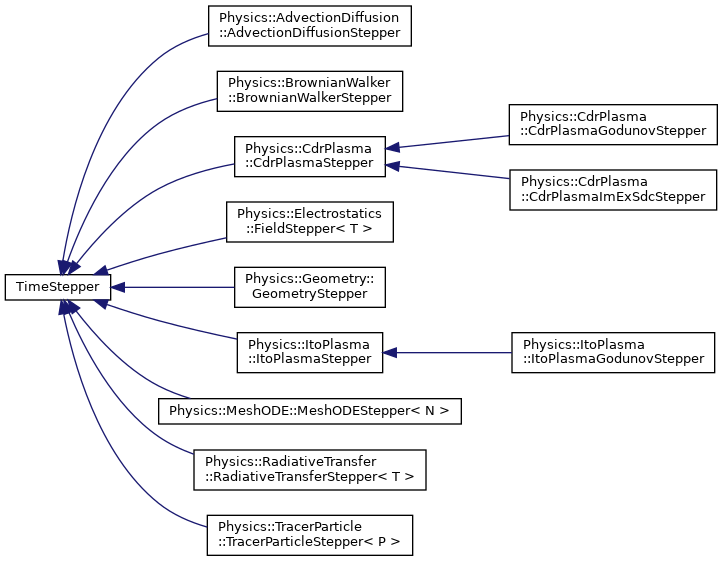 Physics::AdvectionDiffusion
::AdvectionDiffusionStepper
Physics::BrownianWalker
::BrownianWalkerStepper
Physics::CdrPlasma
::CdrPlasmaGodunovStepper
Physics::CdrPlasma
::CdrPlasmaStepper
Physics::CdrPlasma
::CdrPlasmaImExSdcStepper
Physics::Electrostatics
::FieldStepper< T >
TimeStepper
Physics::Geometry::
GeometryStepper
Physics::ItoPlasma
::ItoPlasmaStepper
Physics::ItoPlasma
::ItoPlasmaGodunovStepper
Physics::MeshODE::MeshODEStepper< N >
Physics::RadiativeTransfer
::RadiativeTransferStepper< T >
Physics::TracerParticle
::TracerParticleStepper< P >